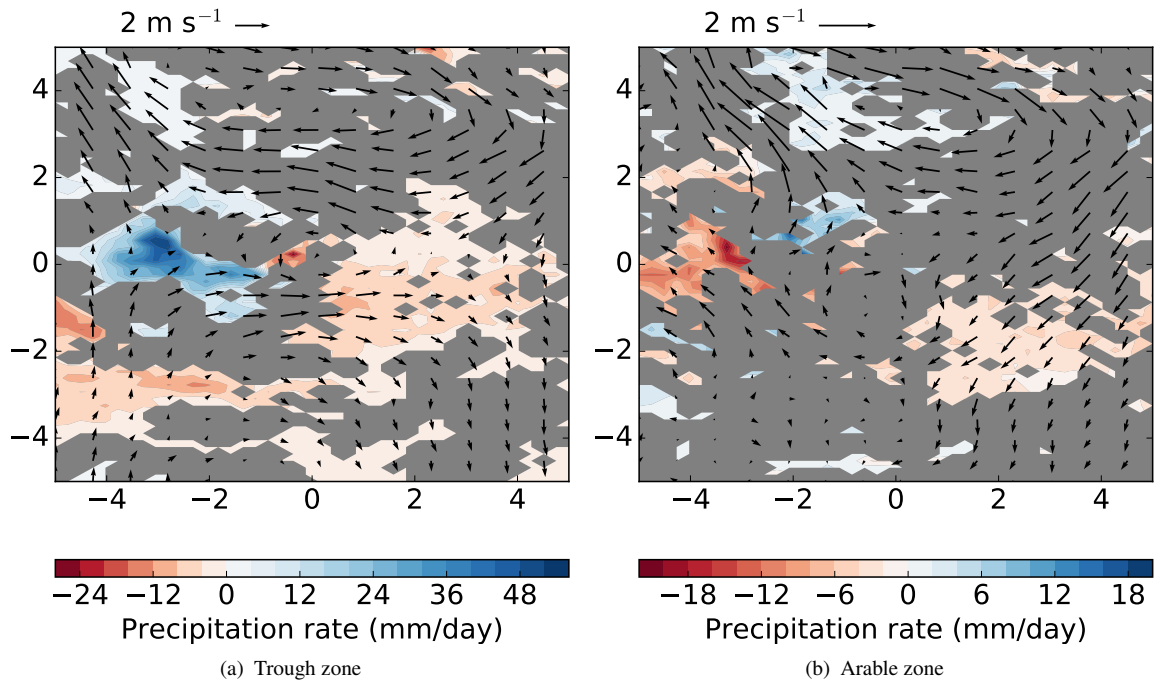 2 m s⁻¹
2 m s⁻¹
4
2
0
−2
−4
−4 −2 0 2 4
4
2
0
−2
−4
−4 −2 0 2 4
−24 −12 0 12 24 36 48
Precipitation rate (mm/day)
(a) Trough zone
−18 −12 −6 0 6 12 18
Precipitation rate (mm/day)
(b) Arable zone